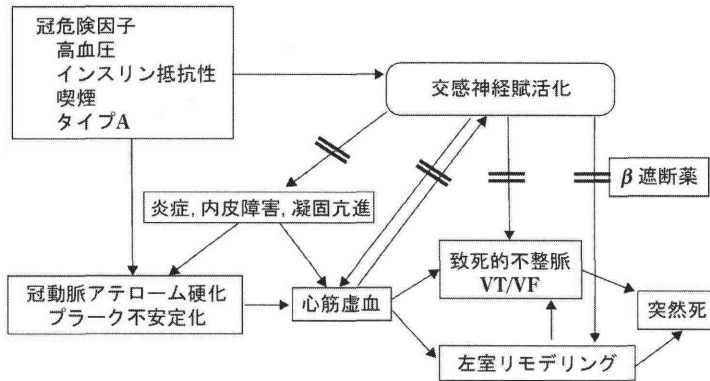 冠危険因子
高血圧
インスリン抵抗性
喫煙
タイプA
交感神経賦活化
β 遮断薬
炎症, 内皮障害, 凝固亢進
冠動脈アテローム硬化
プラーク不安定化
心筋虚血
致死的不整脈
VT/VF
突然死
左室リモデリング